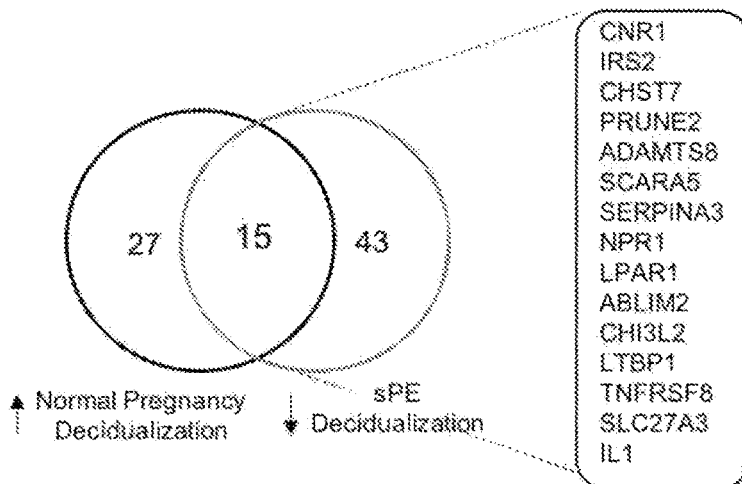 27
15
43
Normal Pregnancy
Decidualization
sPE
Decidualization
CNR1
IRS2
CHST7
PRUNE2
ADAMTS8
SCARA5
SERPINA3
NPR1
LPAR1
ABLIM2
CHI3L2
LTBP1
TNFRSF8
SLC27A3
IL1